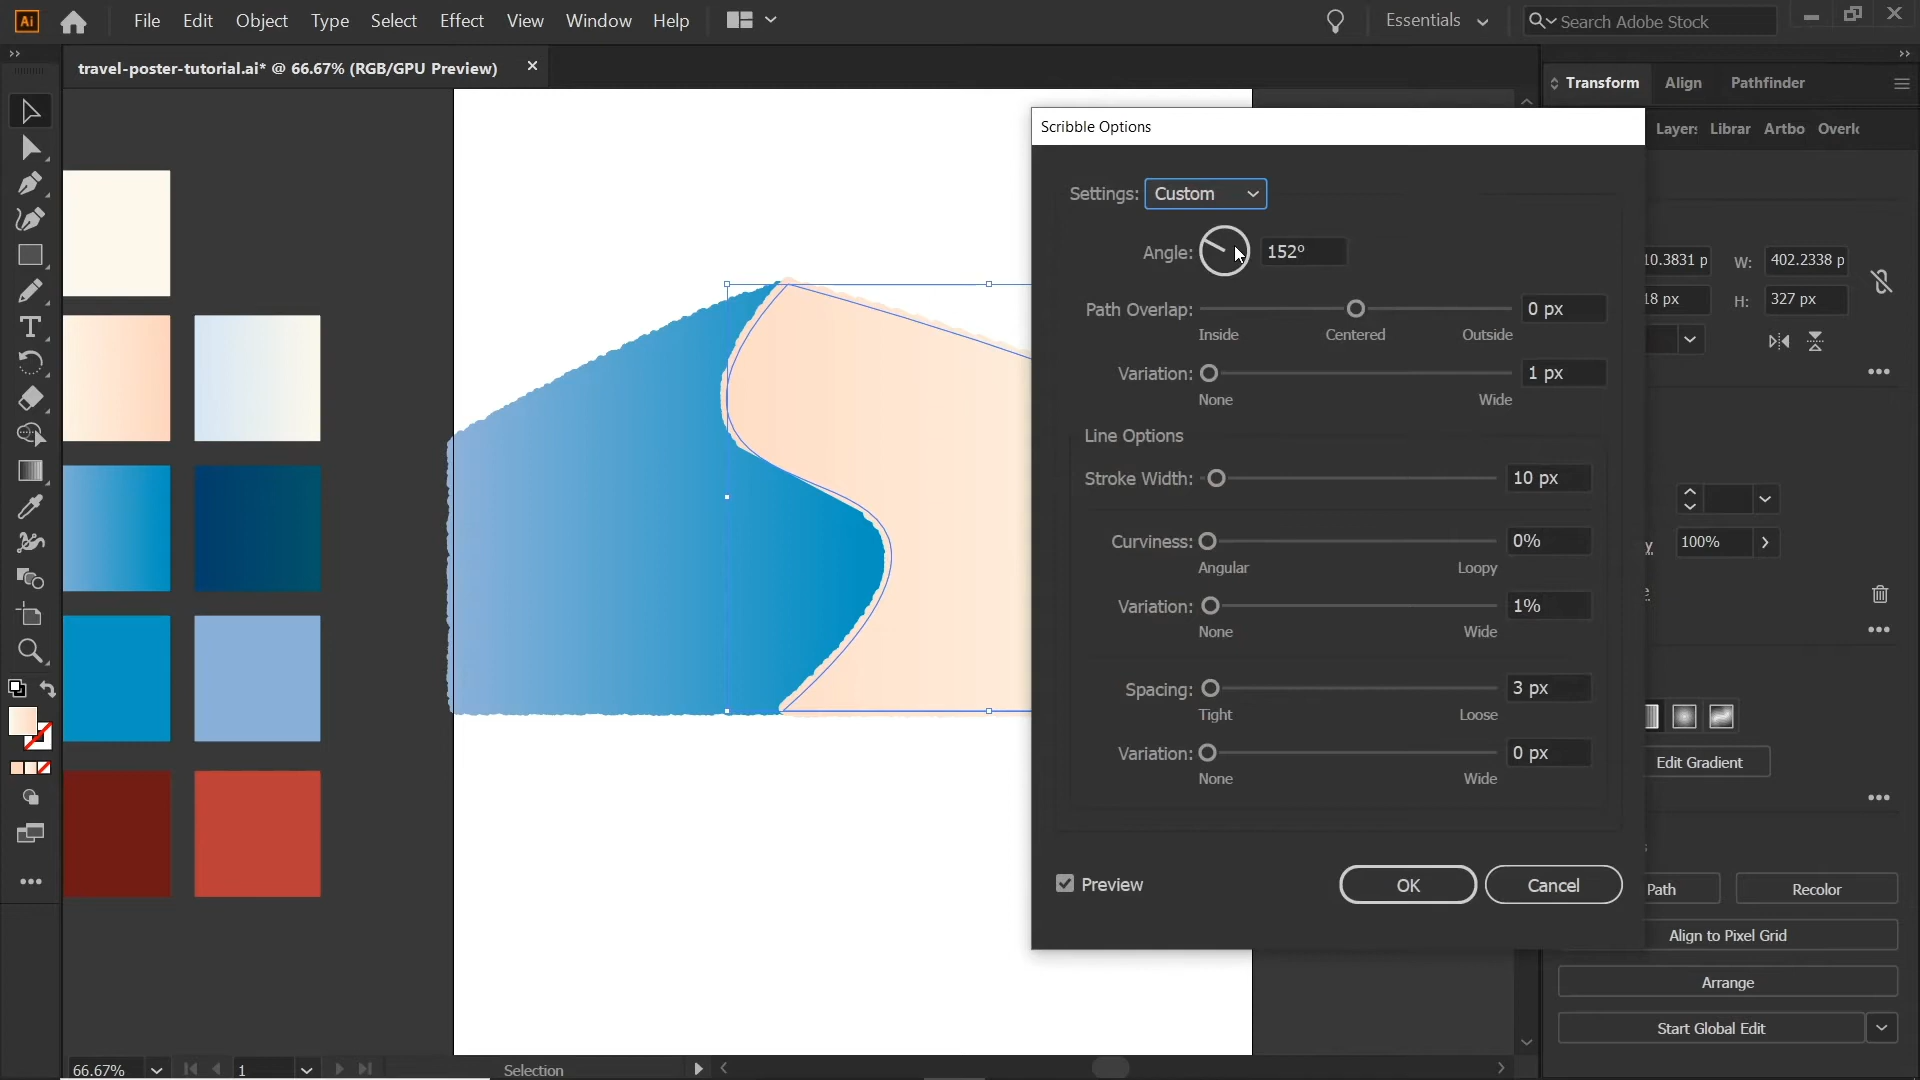 Ai File Edit Object Type Select Effect View Window Help Essentials Search Adobe Stock
travel-poster-tutorial.ai* @ 66.67% (RGB/GPU Preview)
Transform Align Pathfinder
Scribble Options
Layer Librar Artbo Overl
Settings: Custom
Angle: 152°
10.3831 p W: 402.2338 p
Path Overlap: 0 px
18 px H: 327 px
Inside Centered Outside
Variation: 1 px
None Wide
Line Options
Stroke Width: 10 px
Curviness: 0%
100%
Angular Loopy
Variation: 1%
None Wide
Spacing: 3 px
Tight Loose
Variation: 0 px
Edit Gradient
None Wide
Preview OK Cancel
Path Recolor
Align to Pixel Grid
Arrange
Start Global Edit
66.67% 1 Selection